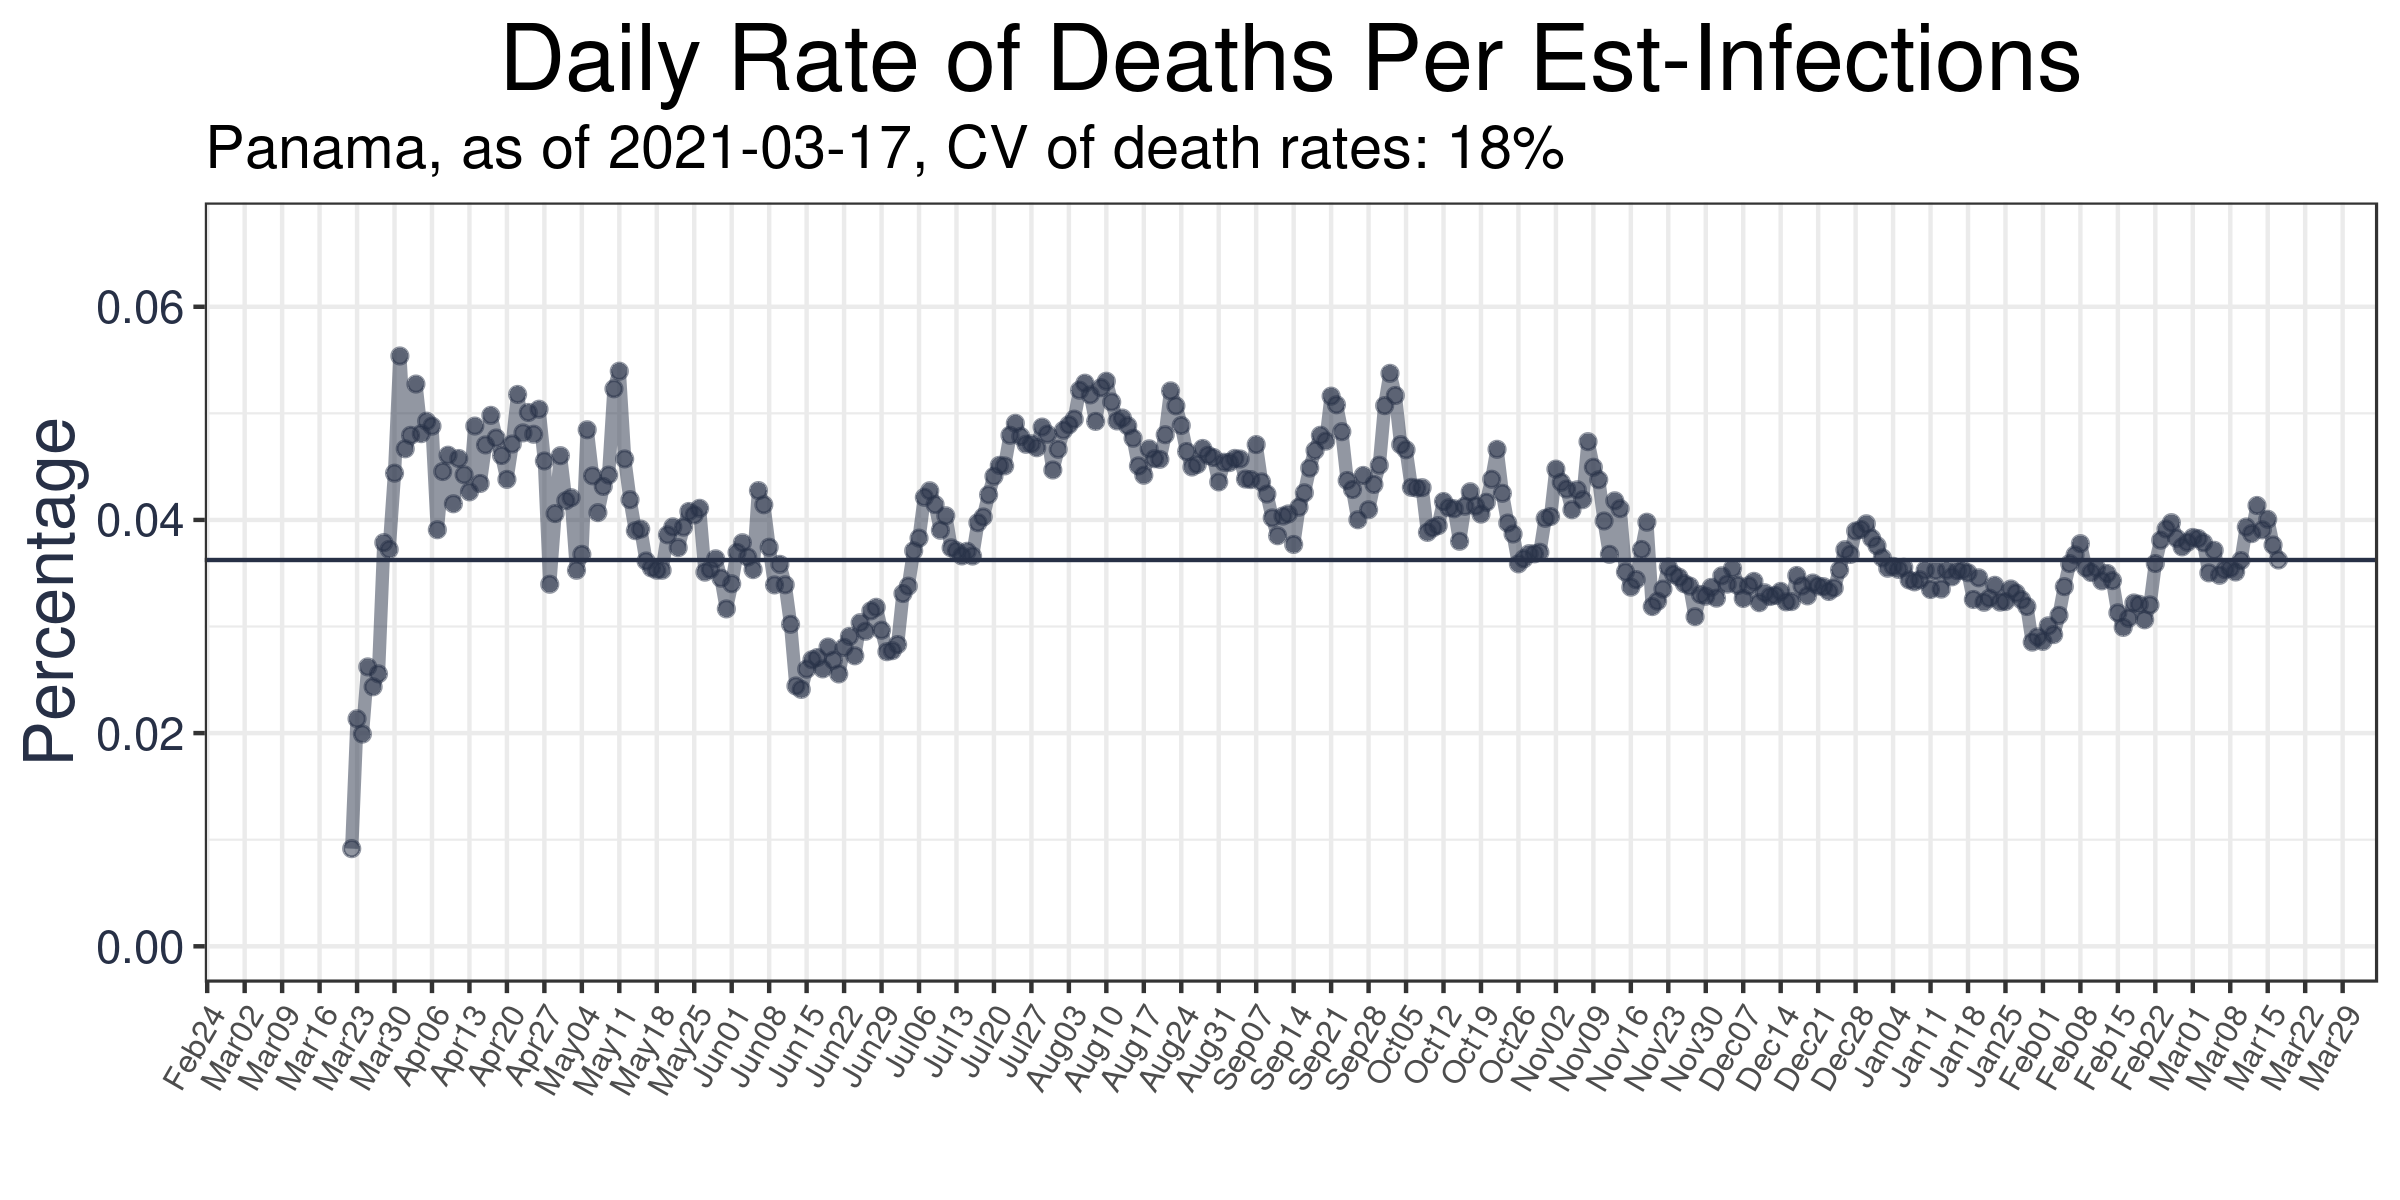 Daily Rate of Deaths Per Est-Infections
Panama, as of 2021-03-17, CV of death rates: 18%
Percentage
0.06
0.04
0.02
0.00
Feb24
Mar02
Mar09
Mar16
Mar23
Mar30
Apr06
Apr13
Apr20
Apr27
May04
May11
May18
May25
Jun01
Jun08
Jun15
Jun22
Jun29
Jul06
Jul13
Jul20
Jul27
Aug03
Aug10
Aug17
Aug24
Aug31
Sep07
Sep14
Sep21
Sep28
Oct05
Oct12
Oct19
Oct26
Nov02
Nov09
Nov16
Nov23
Nov30
Dec07
Dec14
Dec21
Dec28
Jan04
Jan11
Jan18
Jan25
Feb01
Feb08
Feb15
Feb22
Mar01
Mar08
Mar15
Mar22
Mar29